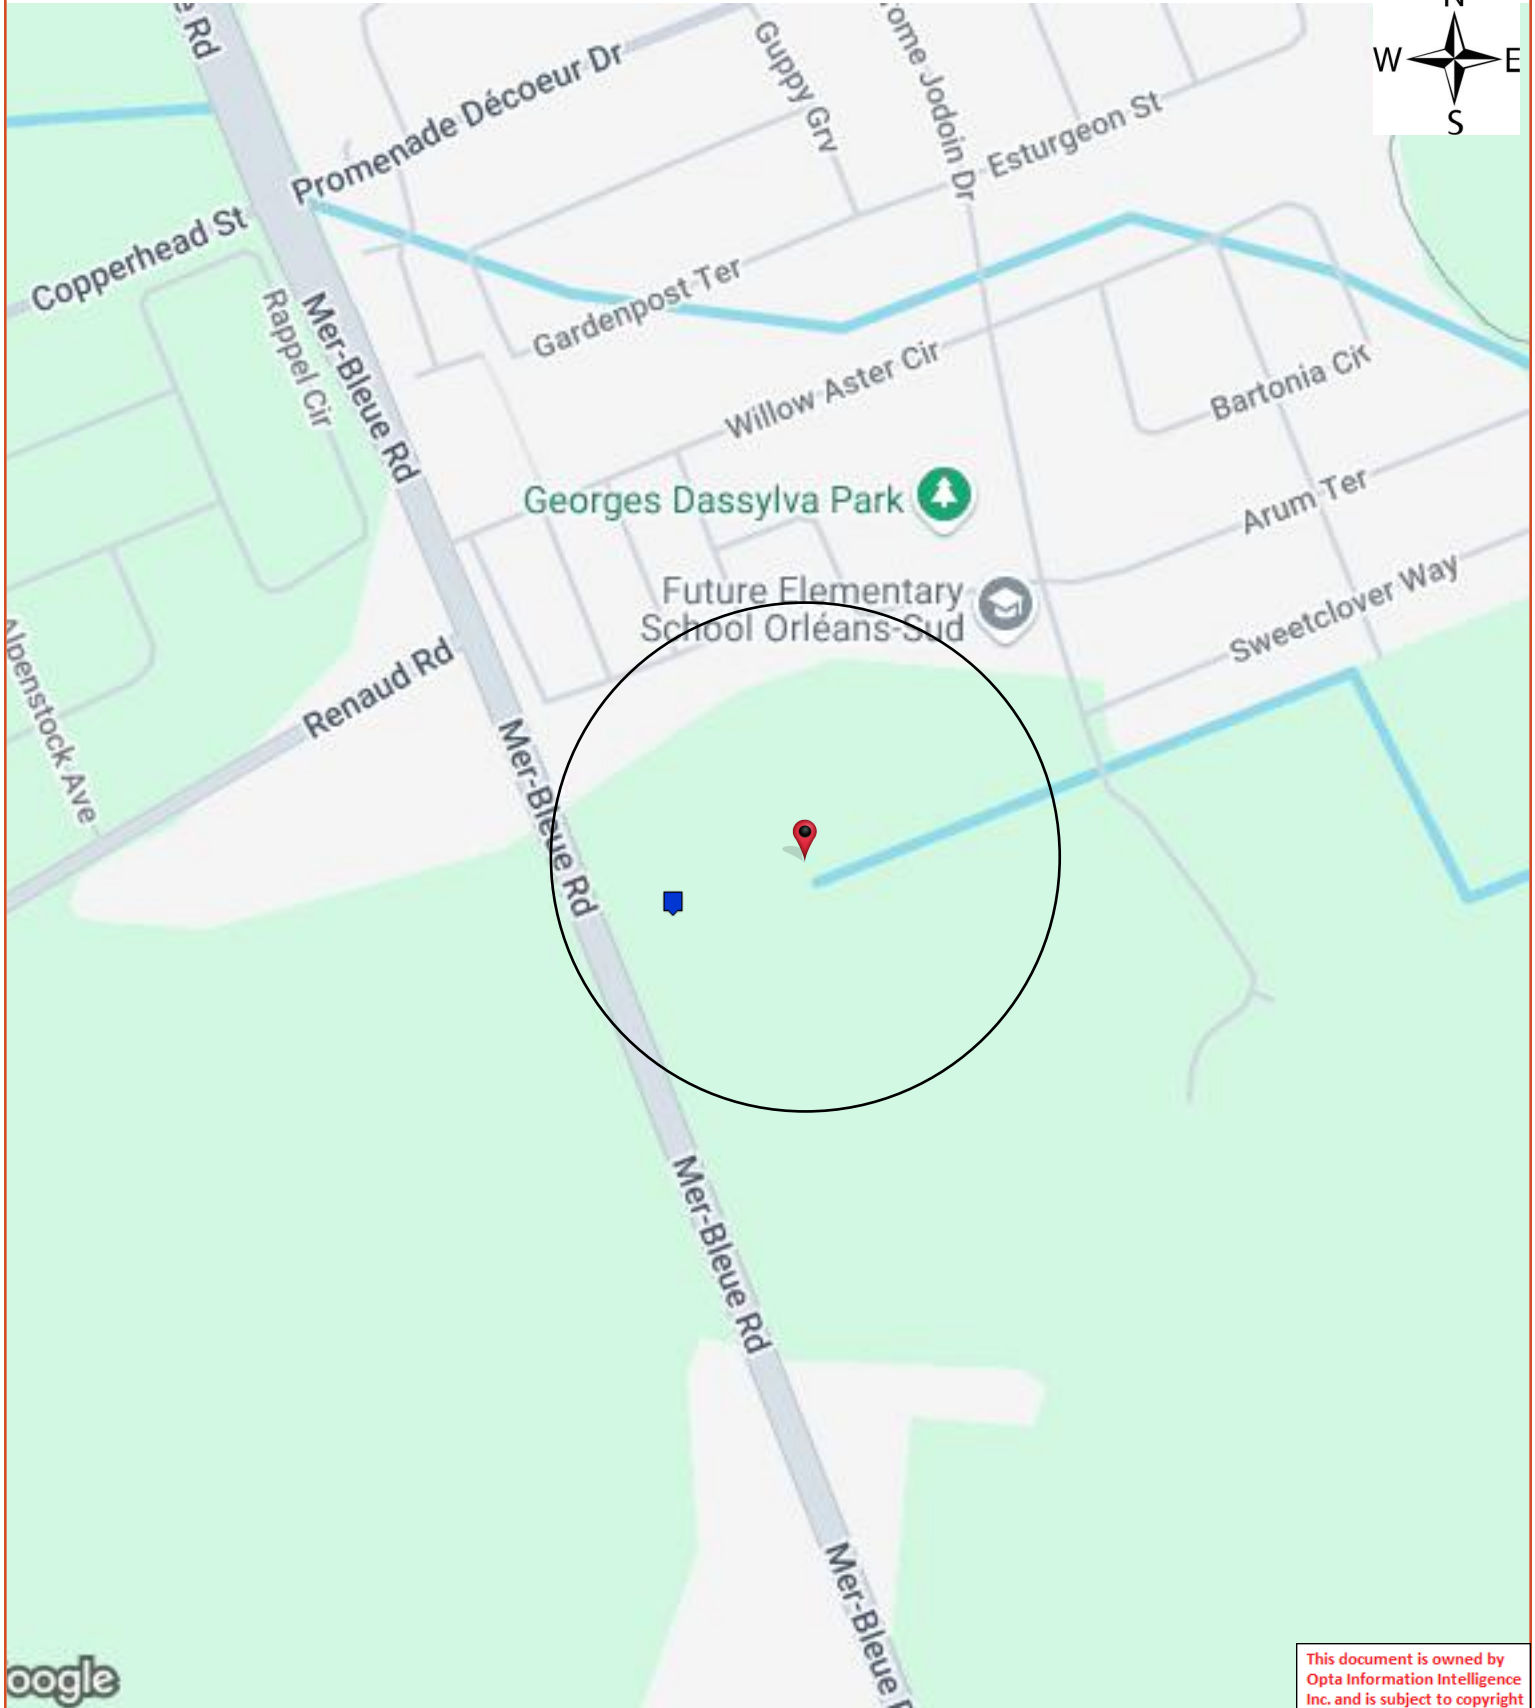 N
W E
S
e Rd
Promenade Décoeur Dr
Guppy Grv
ome Jodoin Dr
Esturgeon St
Copperhead St
Rappel Cir
Mer-Bleue Rd
Gardenpost Ter
Willow Aster Cir
Bartonia Cir
Georges Dassylva Park
Arum Ter
Future Elementary
School Orléans-Sud
Sweetclover Way
Alpenstock Ave
Renaud Rd
Mer-Bleue Rd
Mer-Bleue Rd
Mer-Bleue R
oogle
This document is owned by
Opta Information Intelligence
Inc. and is subject to copyright